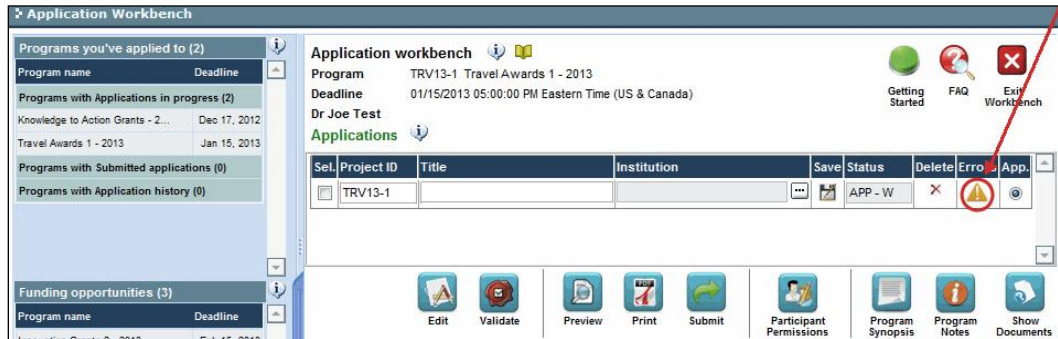 Application Workbench
Programs you've applied to (2)
Program name Deadline
Programs with Applications in progress (2)
Knowledge to Action Grants - 2... Dec 17, 2012
Travel Awards 1 - 2013 Jan 15, 2013
Programs with Submitted applications (0)
Programs with Application history (0)
Funding opportunities (3)
Program name Deadline
Application workbench
Program TRV13-1 Travel Awards 1 - 2013
Deadline 01/15/2013 05:00:00 PM Eastern Time (US & Canada)
Dr Joe Test
Applications
Getting Started
FAQ
Exit Workbench
Sel. Project ID Title Institution Save Status Delete Errors App.
TRV13-1 ... APP - W
Edit Validate Preview Print Submit Participant Permissions Program Synopsis Program Notes Show Documents